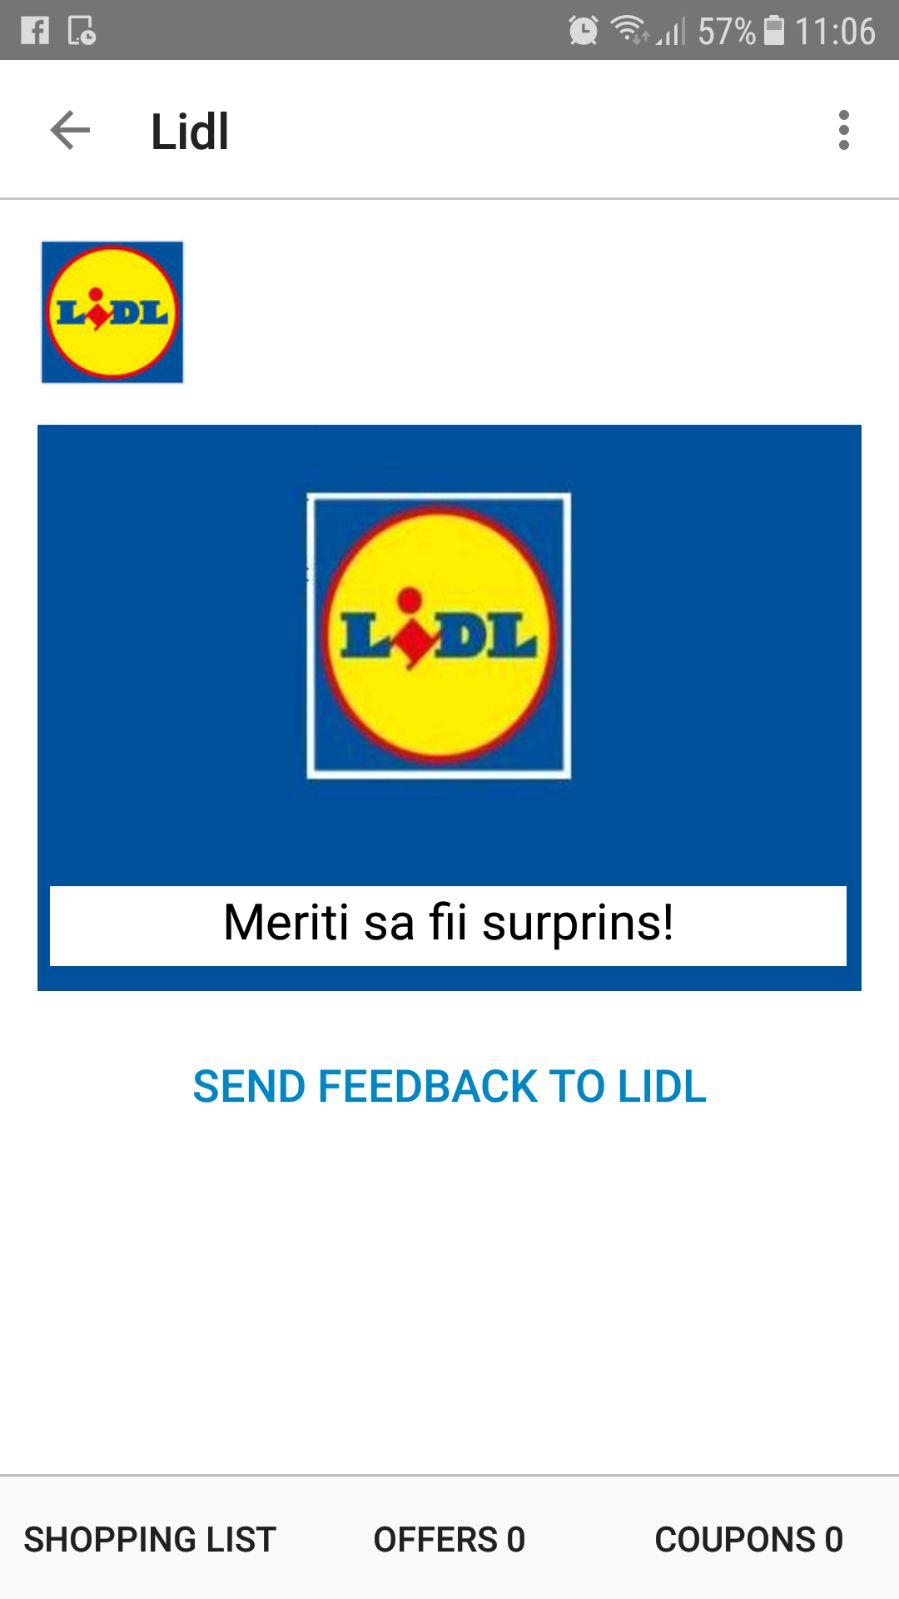 57% 11:06
Lidl
LIDL
LIDL
Meriti sa fii surprins!
SEND FEEDBACK TO LIDL
SHOPPING LIST OFFERS 0 COUPONS 0